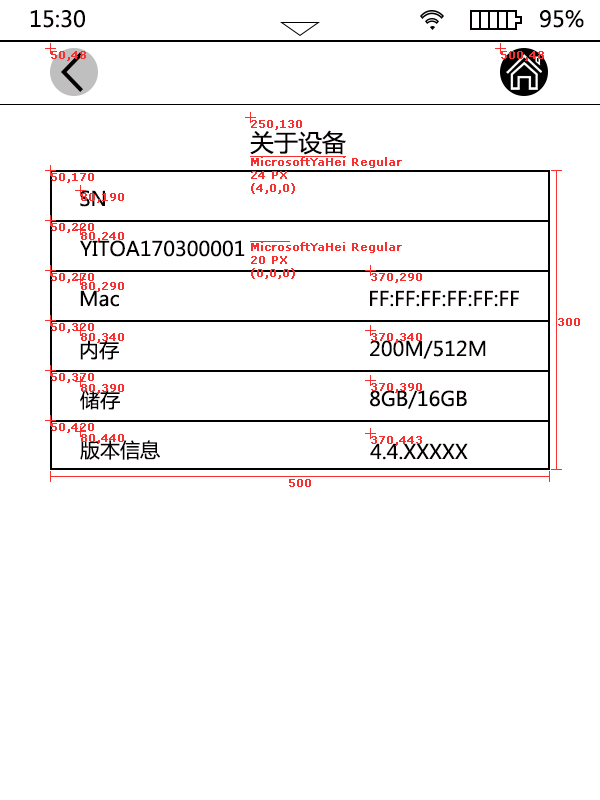 15:30 95%
50,48 500,48
250,130
关于设备
MicrosoftYaHei Regular
24 PX
(4,0,0)
50,170
80,190
SN
50,220
80,240
YITOA170300001
MicrosoftYaHei Regular
20 PX
(0,0,0)
50,270
80,290 370,290
Mac FF:FF:FF:FF:FF:FF
50,320
300
80,340 370,340
内存 200M/512M
50,370
80,390 370,390
储存 8GB/16GB
50,420
80,440 370,443
版本信息 4.4.XXXXX
500